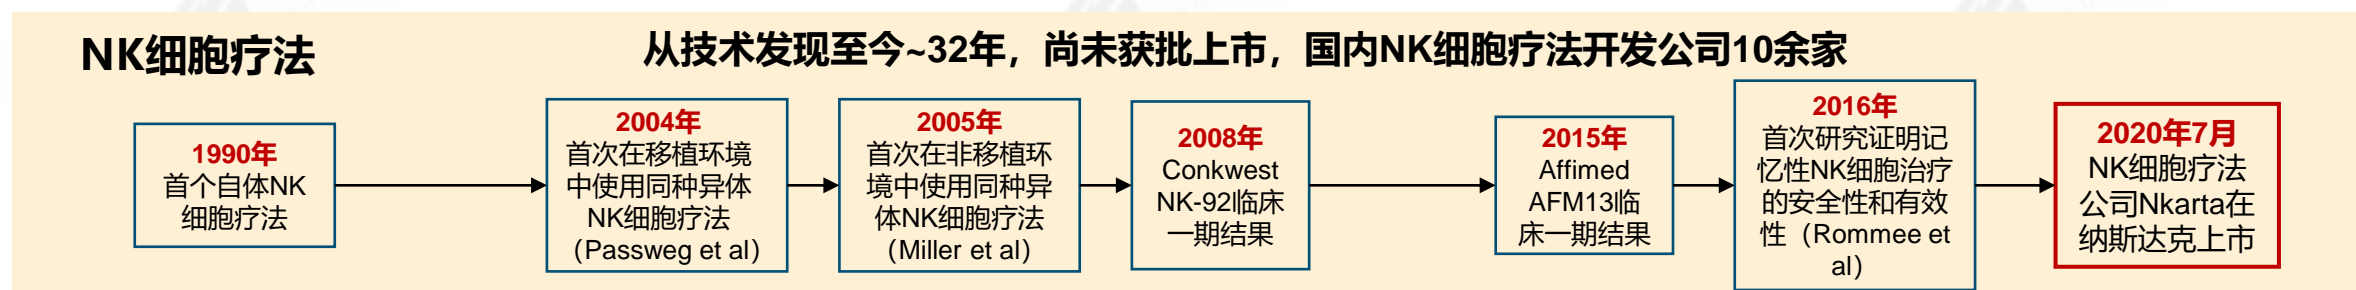 NK细胞疗法
从技术发现至今~32年，尚未获批上市，国内NK细胞疗法开发公司10余家
1990年
首个自体NK
细胞疗法
2004年
首次在移植环境
中使用同种异体
NK细胞疗法
（Passweg et al）
2005年
首次在非移植环
境中使用同种异
体NK细胞疗法
（Miller et al）
2008年
Conkwest
NK-92临床
一期结果
2015年
Affimed
AFM13临
床一期结果
2016年
首次研究证明记
忆性NK细胞治疗
的安全性和有效
性（Rommee et
al）
2020年7月
NK细胞疗法
公司Nkarta在
纳斯达克上市